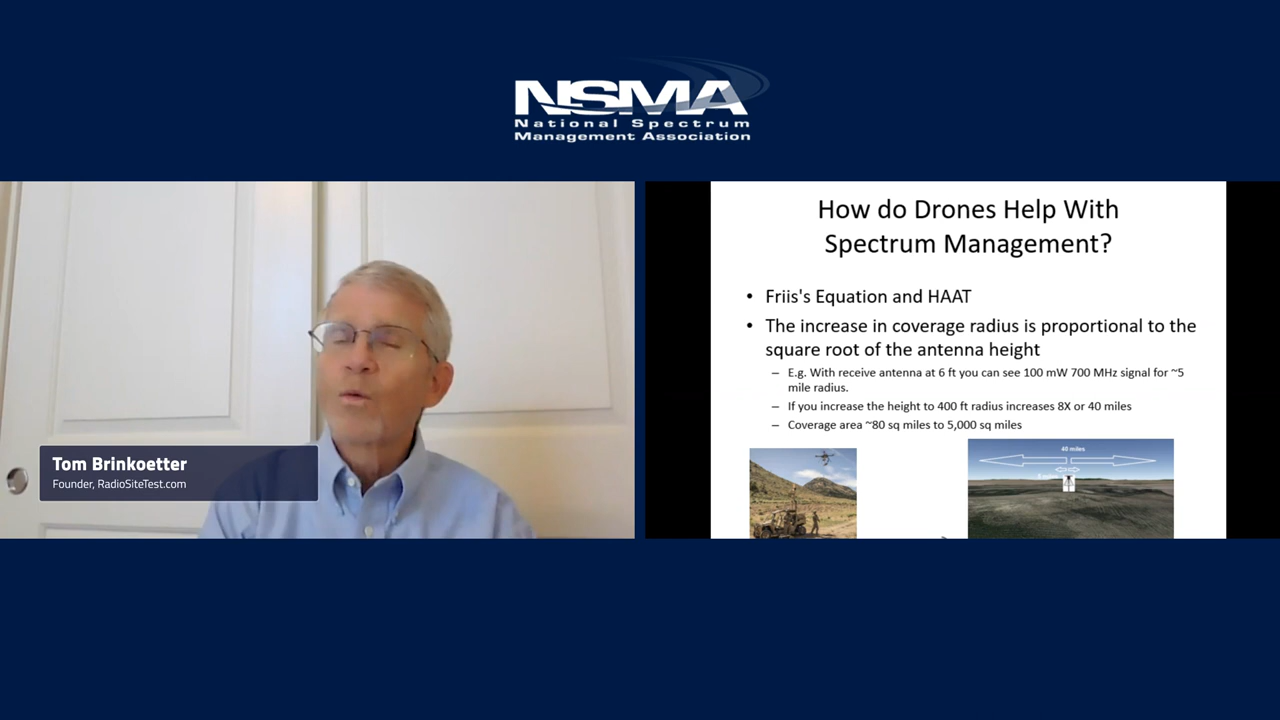 NSMA
National Spectrum
Management Association
Tom Brinkoetter
Founder, RadioSiteTest.com
How do Drones Help With
Spectrum Management?
• Friis's Equation and HAAT
• The increase in coverage radius is proportional to the
square root of the antenna height
– E.g. With receive antenna at 6 ft you can see 100 mW 700 MHz signal for ~5
mile radius.
– If you increase the height to 400 ft radius increases 8X or 40 miles
– Coverage area ~80 sq miles to 5,000 sq miles
40 miles